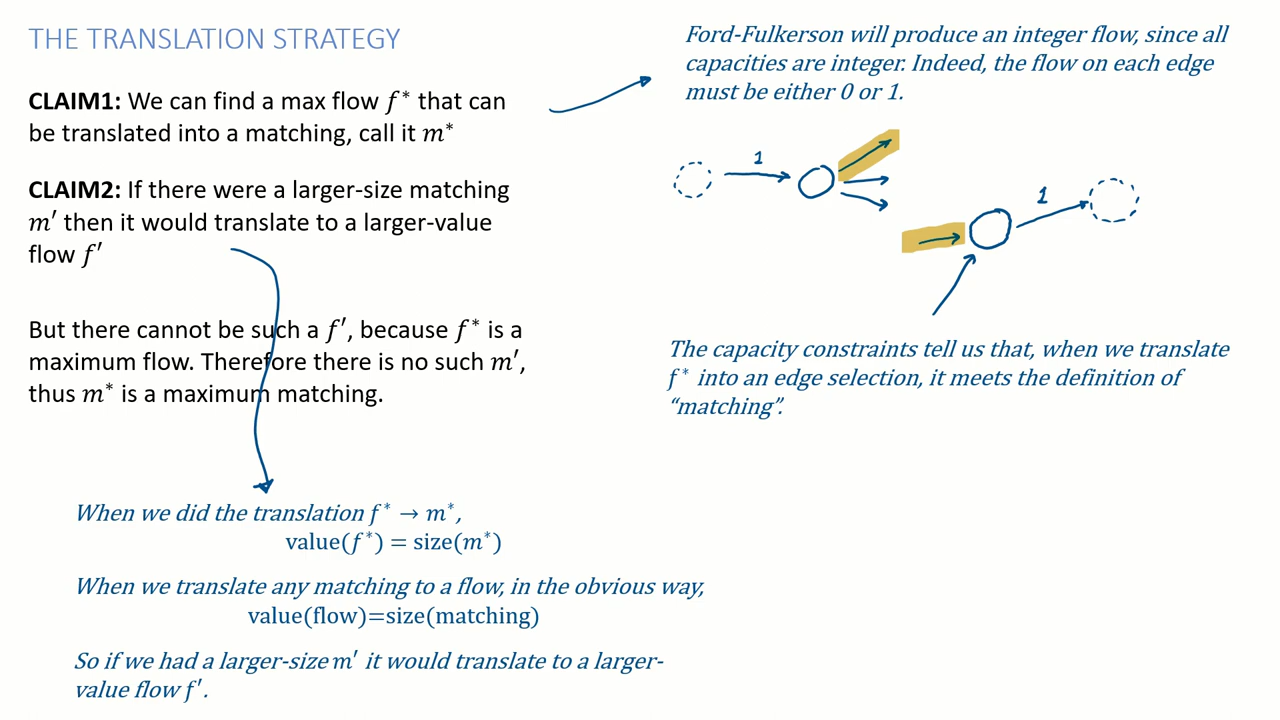 THE TRANSLATION STRATEGY
CLAIM1: We can find a max flow f* that can
be translated into a matching, call it m*
CLAIM2: If there were a larger-size matching
m′ then it would translate to a larger-value
flow f′
But there cannot be such a f′, because f* is a
maximum flow. Therefore there is no such m′,
thus m* is a maximum matching.
When we did the translation f* → m*,
value(f*) = size(m*)
When we translate any matching to a flow, in the obvious way,
value(flow)=size(matching)
So if we had a larger-size m′ it would translate to a larger-
value flow f′.
Ford-Fulkerson will produce an integer flow, since all
capacities are integer. Indeed, the flow on each edge
must be either 0 or 1.
1
1
The capacity constraints tell us that, when we translate
f* into an edge selection, it meets the definition of
“matching”.